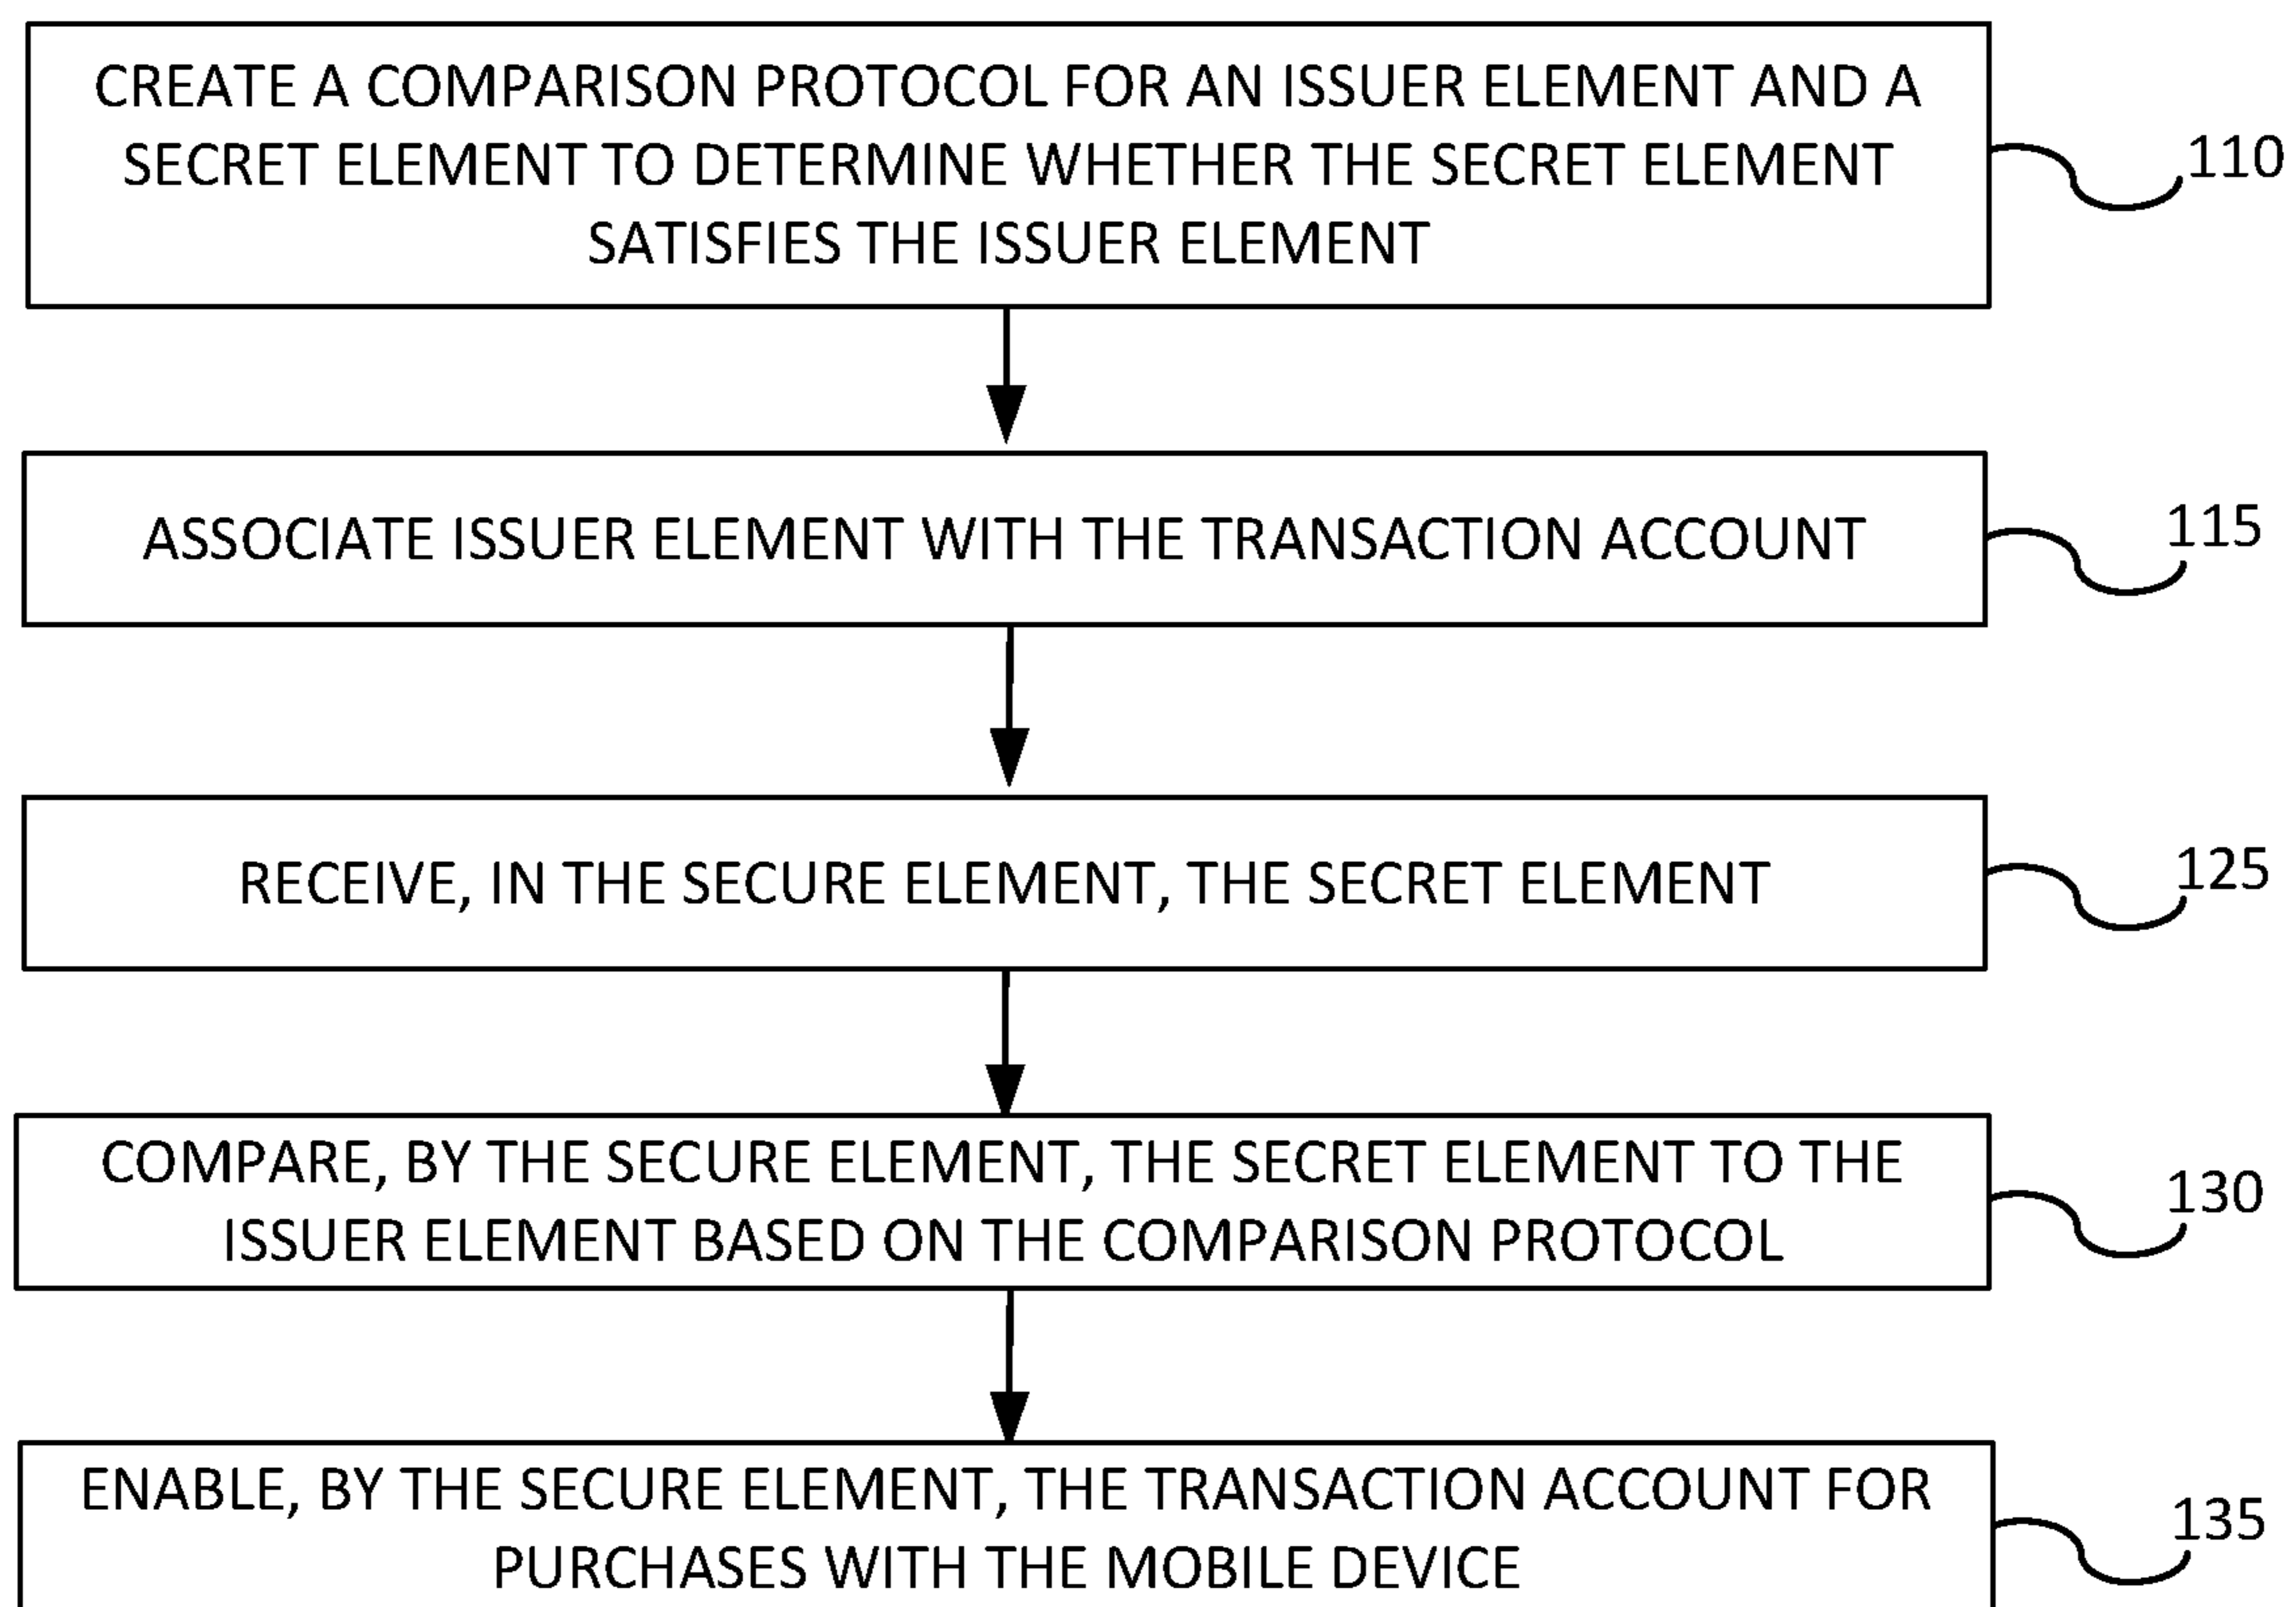 CREATE A COMPARISON PROTOCOL FOR AN ISSUER ELEMENT AND A
SECRET ELEMENT TO DETERMINE WHETHER THE SECRET ELEMENT
SATISFIES THE ISSUER ELEMENT
110
ASSOCIATE ISSUER ELEMENT WITH THE TRANSACTION ACCOUNT
115
RECEIVE, IN THE SECURE ELEMENT, THE SECRET ELEMENT
125
COMPARE, BY THE SECURE ELEMENT, THE SECRET ELEMENT TO THE
ISSUER ELEMENT BASED ON THE COMPARISON PROTOCOL
130
ENABLE, BY THE SECURE ELEMENT, THE TRANSACTION ACCOUNT FOR
PURCHASES WITH THE MOBILE DEVICE
135